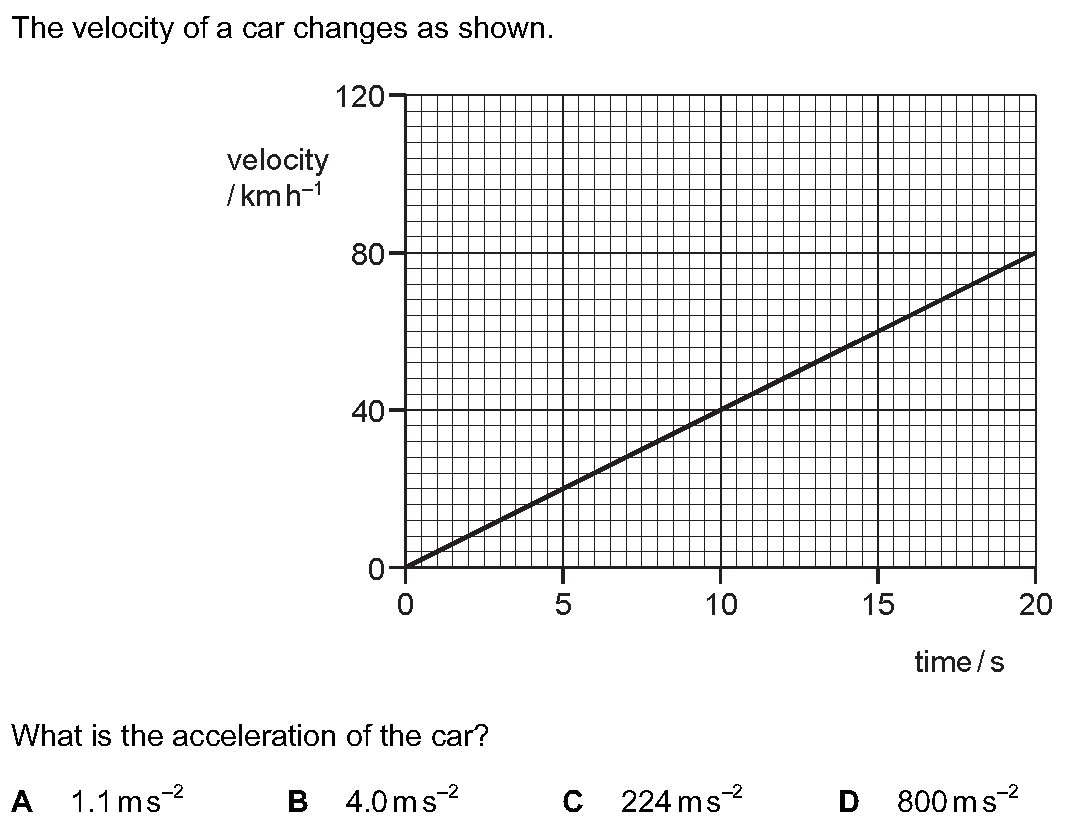 The velocity of a car changes as shown.
120
velocity
/ km h⁻¹
80
40
0
0 5 10 15 20
time / s
What is the acceleration of the car?
A 1.1 m s⁻² B 4.0 m s⁻² C 224 m s⁻² D 800 m s⁻²